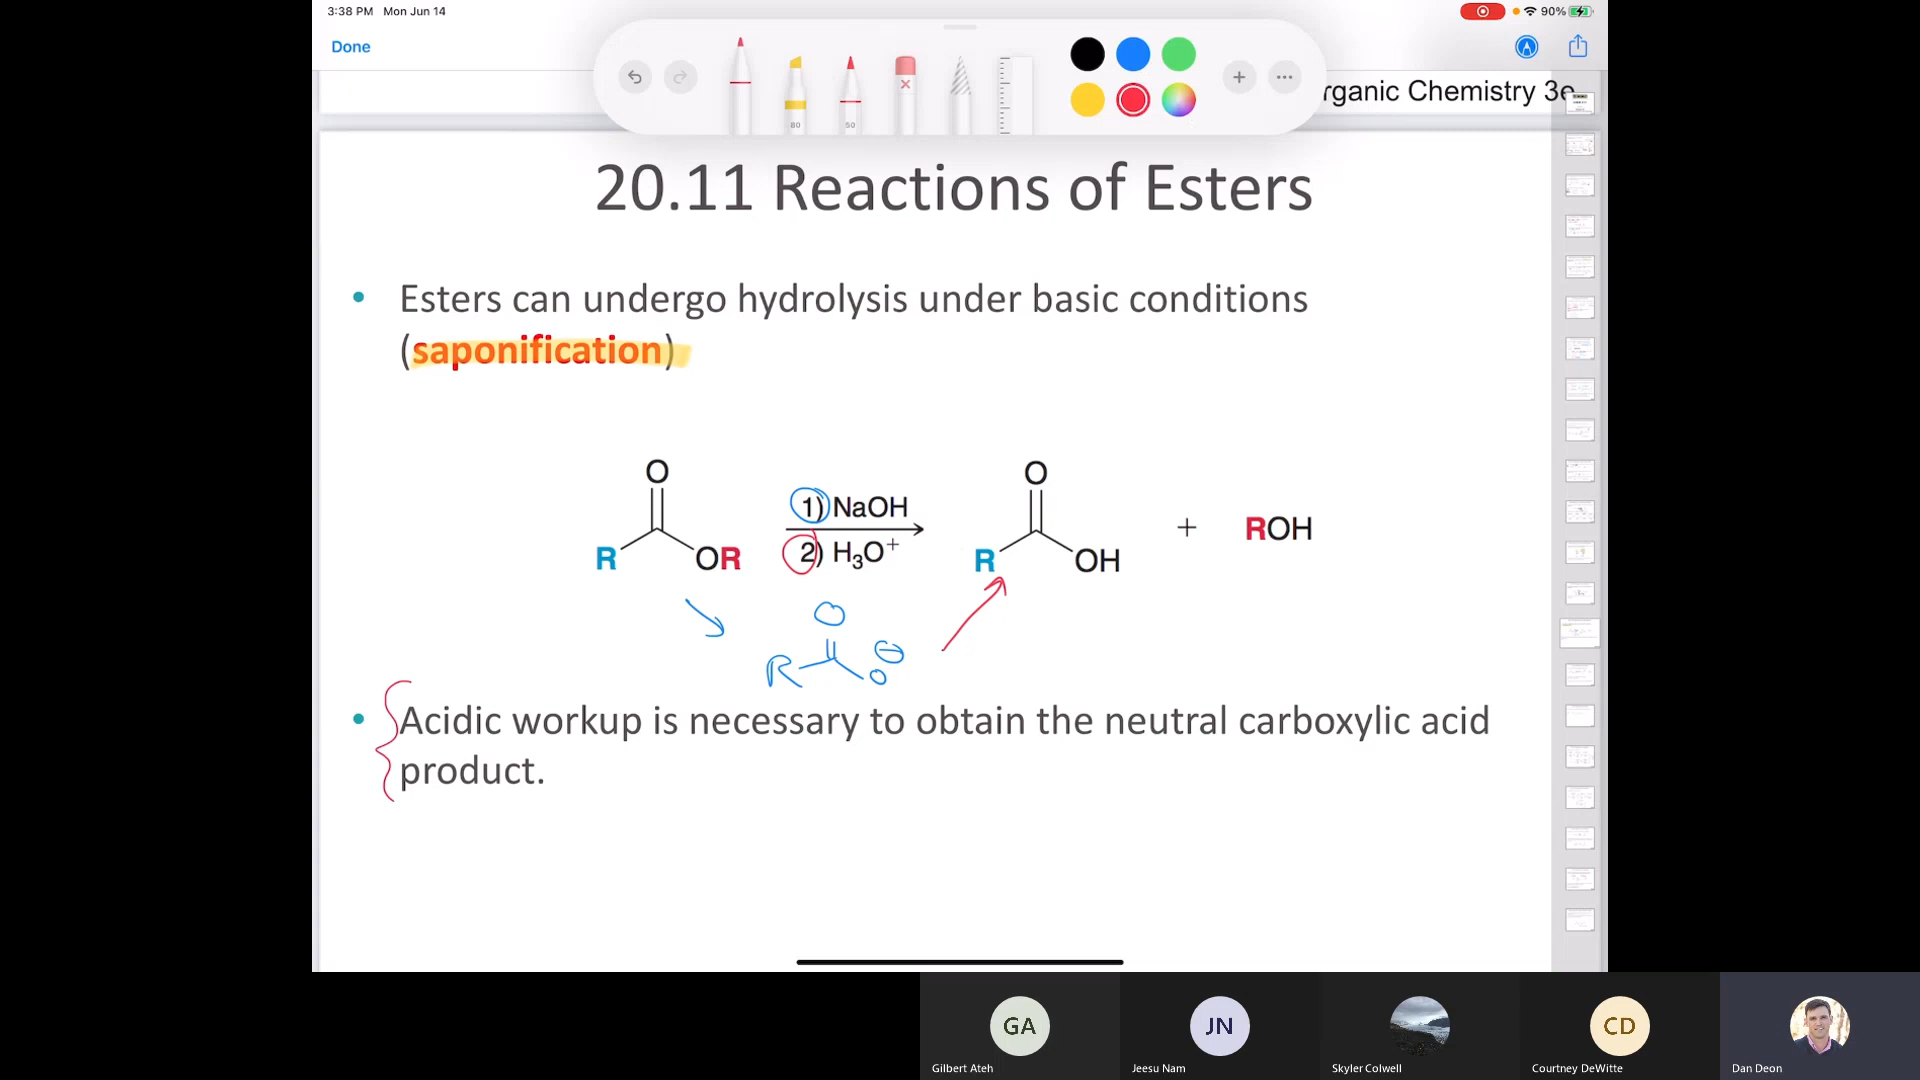 3:38 PM Mon Jun 14
90%
Done
80
50
rganic Chemistry 3e
20.11 Reactions of Esters
• Esters can undergo hydrolysis under basic conditions
(saponification)
O
R
OR
1) NaOH
2) H₃O⁺
O
R
OH
+
ROH
O
R
O
⊖
• Acidic workup is necessary to obtain the neutral carboxylic acid
product.
GA
JN
CD
Gilbert Ateh
Jeesu Nam
Skyler Colwell
Courtney DeWitte
Dan Deon